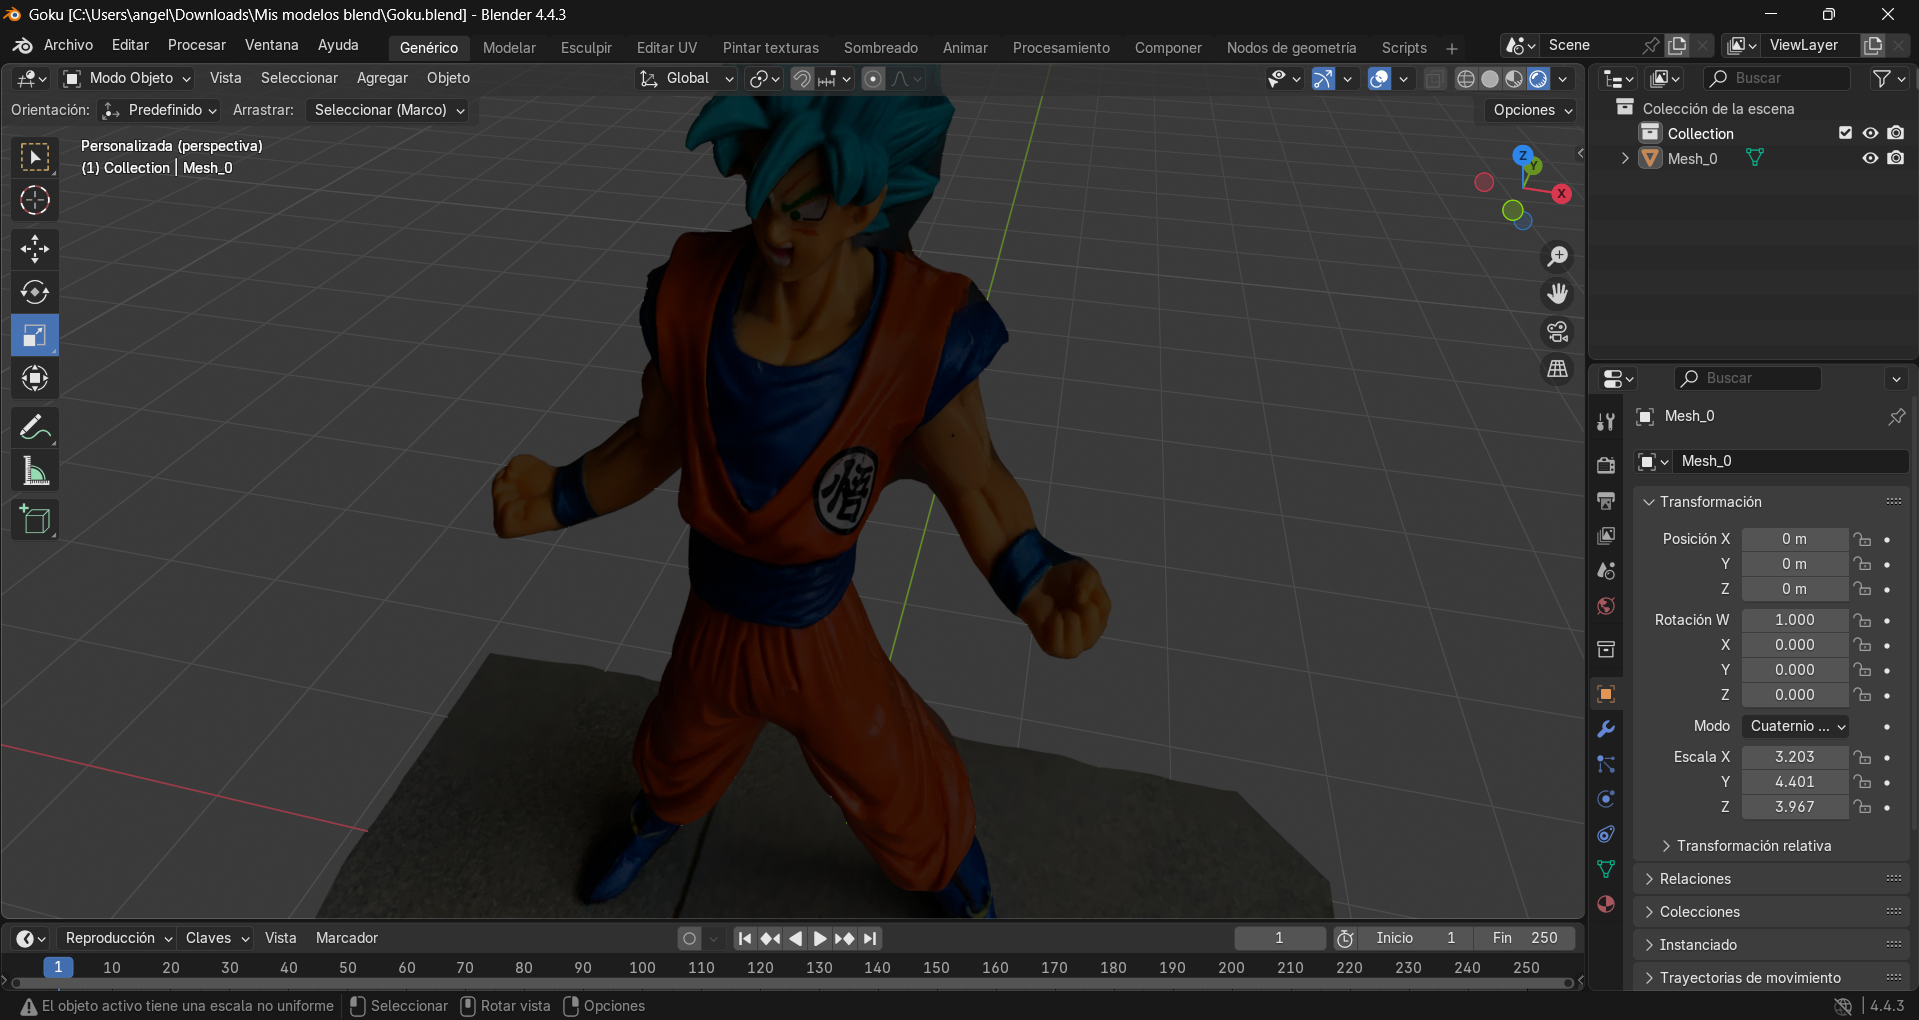 Goku [C:\Users\angel\Downloads\Mis modelos blend\Goku.blend] - Blender 4.4.3
Archivo Editar Procesar Ventana Ayuda Genérico Modelar Esculpir Editar UV Pintar texturas Sombreado Animar Procesamiento Componer Nodos de geometría Scripts + Scene ViewLayer
Modo Objeto Vista Seleccionar Agregar Objeto Global
Orientación: Predefinido Arrastrar: Seleccionar (Marco) Opciones
Personalizada (perspectiva)
(1) Collection | Mesh_0
Z
Y
X
悟
Buscar
Colección de la escena
Collection
Mesh_0
Buscar
Mesh_0
Mesh_0
Transformación
Posición X 0 m
Y 0 m
Z 0 m
Rotación W 1.000
X 0.000
Y 0.000
Z 0.000
Modo Cuaternio ...
Escala X 3.203
Y 4.401
Z 3.967
Transformación relativa
Relaciones
Colecciones
Instanciado
Trayectorias de movimiento
Reproducción Claves Vista Marcador 1 Inicio 1 Fin 250
1 10 20 30 40 50 60 70 80 90 100 110 120 130 140 150 160 170 180 190 200 210 220 230 240 250
El objeto activo tiene una escala no uniforme Seleccionar Rotar vista Opciones 4.4.3